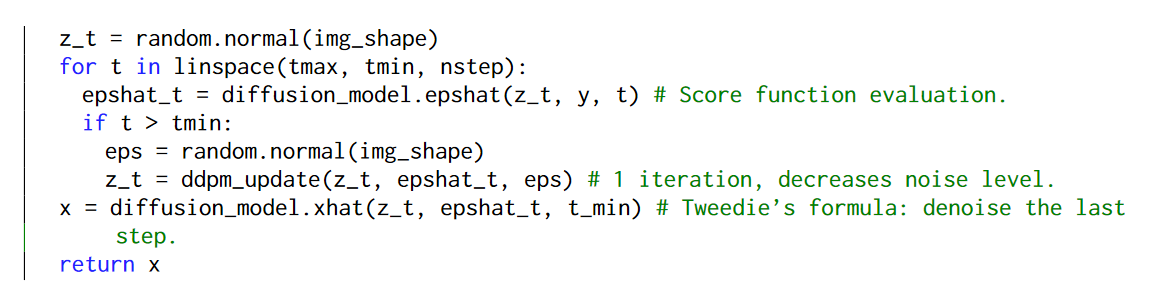 z_t = random.normal(img_shape)
for t in linspace(tmax, tmin, nstep):
epshat_t = diffusion_model.epshat(z_t, y, t) # Score function evaluation.
if t > tmin:
eps = random.normal(img_shape)
z_t = ddpm_update(z_t, epshat_t, eps) # 1 iteration, decreases noise level.
x = diffusion_model.xhat(z_t, epshat_t, t_min) # Tweedie’s formula: denoise the last
step.
return x